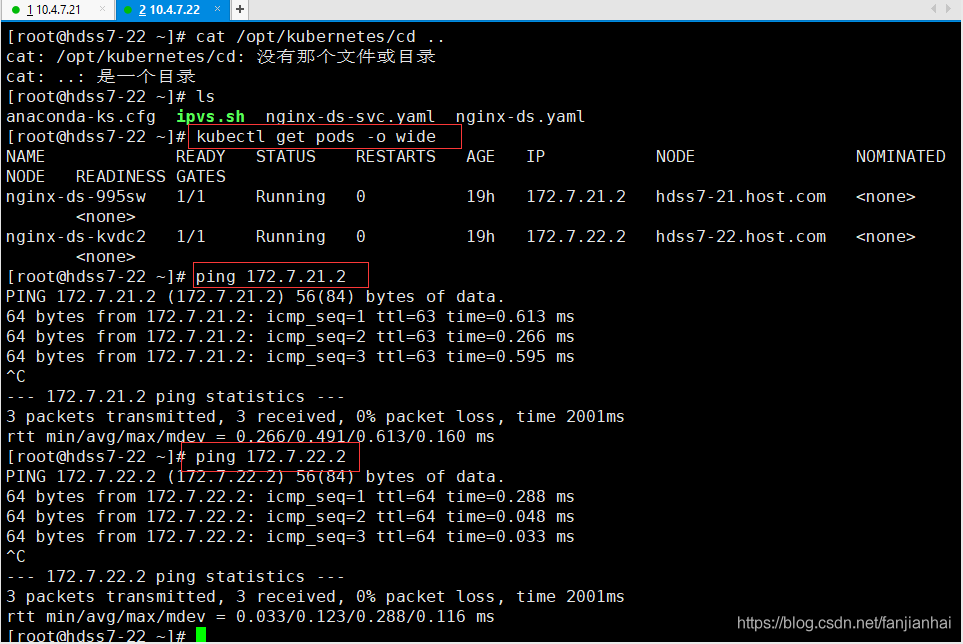 1 10.4.7.21 × 2 10.4.7.22 × +
[root@hdss7-22 ~]# cat /opt/kubernetes/cd ..
cat: /opt/kubernetes/cd: 没有那个文件或目录
cat: ..: 是一个目录
[root@hdss7-22 ~]# ls
anaconda-ks.cfg ipvs.sh nginx-ds-svc.yaml nginx-ds.yaml
[root@hdss7-22 ~]# kubectl get pods -o wide
NAME READY STATUS RESTARTS AGE IP NODE NOMINATED
NODE READINESS GATES
nginx-ds-995sw 1/1 Running 0 19h 172.7.21.2 hdss7-21.host.com <none>
<none>
nginx-ds-kvdc2 1/1 Running 0 19h 172.7.22.2 hdss7-22.host.com <none>
<none>
[root@hdss7-22 ~]# ping 172.7.21.2
PING 172.7.21.2 (172.7.21.2) 56(84) bytes of data.
64 bytes from 172.7.21.2: icmp_seq=1 ttl=63 time=0.613 ms
64 bytes from 172.7.21.2: icmp_seq=2 ttl=63 time=0.266 ms
64 bytes from 172.7.21.2: icmp_seq=3 ttl=63 time=0.595 ms
^C
--- 172.7.21.2 ping statistics ---
3 packets transmitted, 3 received, 0% packet loss, time 2001ms
rtt min/avg/max/mdev = 0.266/0.491/0.613/0.160 ms
[root@hdss7-22 ~]# ping 172.7.22.2
PING 172.7.22.2 (172.7.22.2) 56(84) bytes of data.
64 bytes from 172.7.22.2: icmp_seq=1 ttl=64 time=0.288 ms
64 bytes from 172.7.22.2: icmp_seq=2 ttl=64 time=0.048 ms
64 bytes from 172.7.22.2: icmp_seq=3 ttl=64 time=0.033 ms
^C
--- 172.7.22.2 ping statistics ---
3 packets transmitted, 3 received, 0% packet loss, time 2001ms
rtt min/avg/max/mdev = 0.033/0.123/0.288/0.116 ms
[root@hdss7-22 ~]#
https://blog.csdn.net/fanjianhai